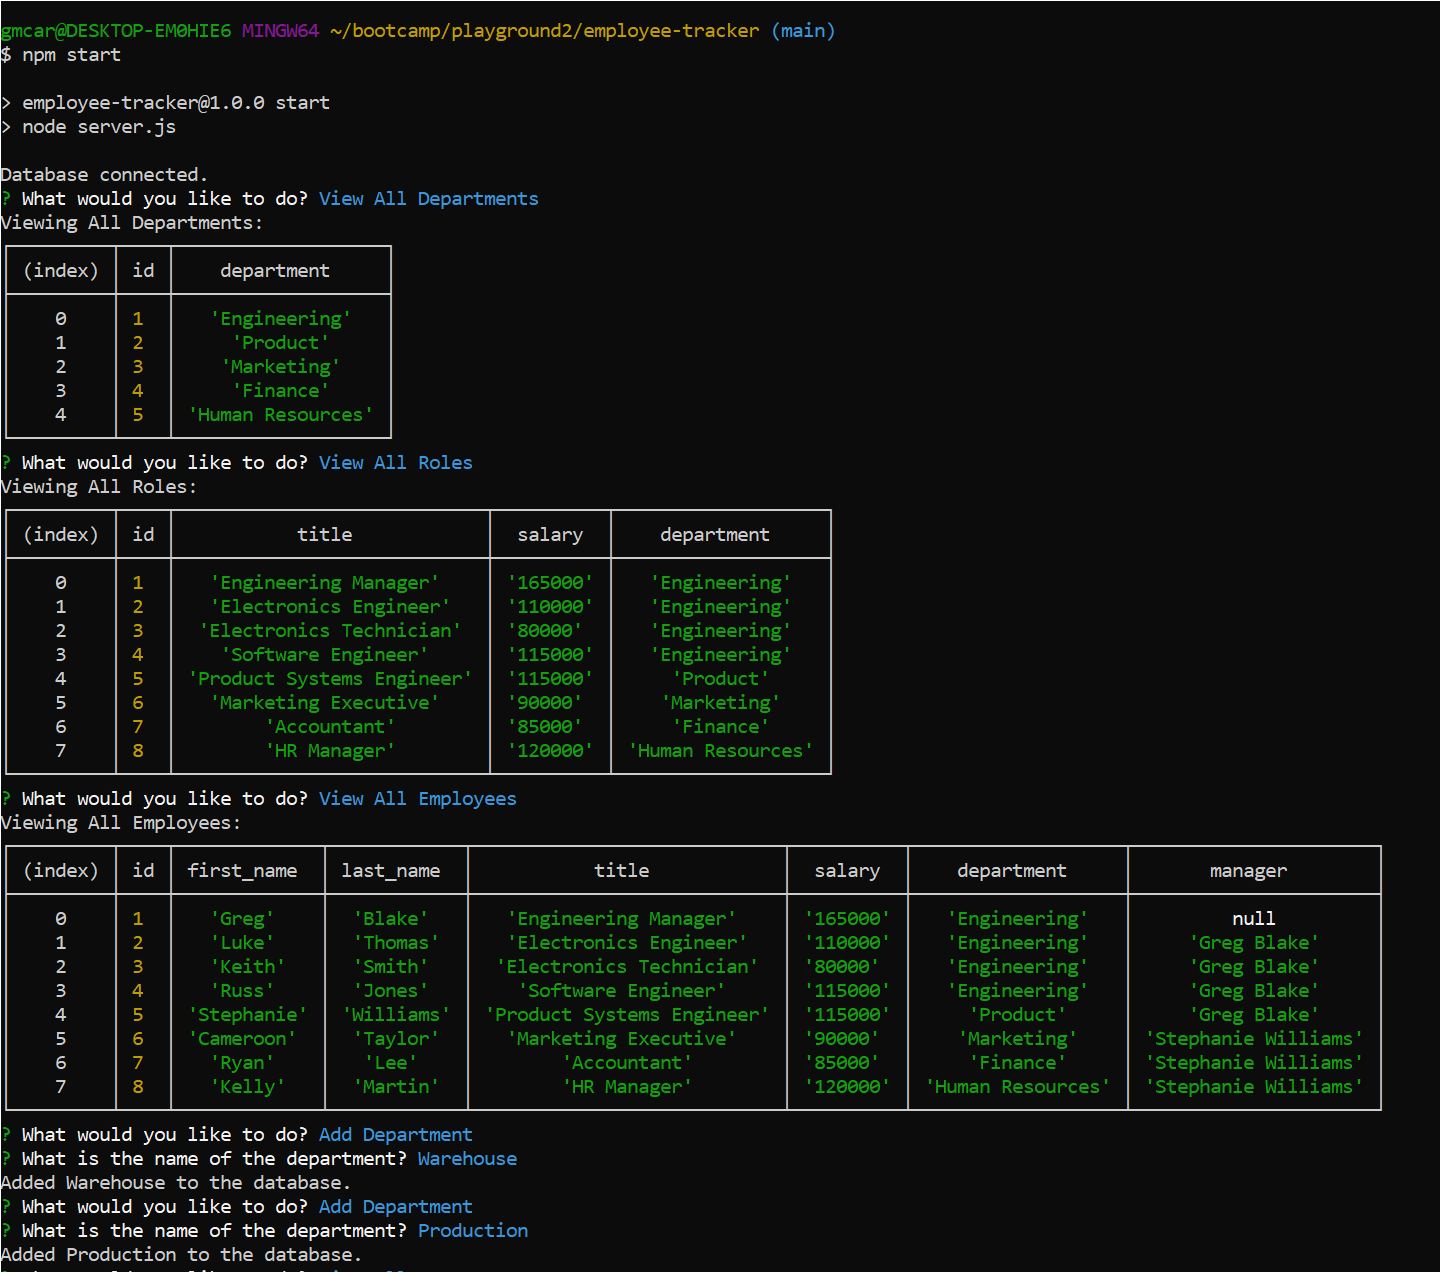 gmcar@DESKTOP-EM0HIE6 MINGW64 ~/bootcamp/playground2/employee-tracker (main)
$ npm start
> employee-tracker@1.0.0 start
> node server.js
Database connected.
? What would you like to do? View All Departments
Viewing All Departments:
(index) id department
0 1 'Engineering'
1 2 'Product'
2 3 'Marketing'
3 4 'Finance'
4 5 'Human Resources'
? What would you like to do? View All Roles
Viewing All Roles:
(index) id title salary department
0 1 'Engineering Manager' '165000' 'Engineering'
1 2 'Electronics Engineer' '110000' 'Engineering'
2 3 'Electronics Technician' '80000' 'Engineering'
3 4 'Software Engineer' '115000' 'Engineering'
4 5 'Product Systems Engineer' '115000' 'Product'
5 6 'Marketing Executive' '90000' 'Marketing'
6 7 'Accountant' '85000' 'Finance'
7 8 'HR Manager' '120000' 'Human Resources'
? What would you like to do? View All Employees
Viewing All Employees:
(index) id first_name last_name title salary department manager
0 1 'Greg' 'Blake' 'Engineering Manager' '165000' 'Engineering' null
1 2 'Luke' 'Thomas' 'Electronics Engineer' '110000' 'Engineering' 'Greg Blake'
2 3 'Keith' 'Smith' 'Electronics Technician' '80000' 'Engineering' 'Greg Blake'
3 4 'Russ' 'Jones' 'Software Engineer' '115000' 'Engineering' 'Greg Blake'
4 5 'Stephanie' 'Williams' 'Product Systems Engineer' '115000' 'Product' 'Greg Blake'
5 6 'Cameroon' 'Taylor' 'Marketing Executive' '90000' 'Marketing' 'Stephanie Williams'
6 7 'Ryan' 'Lee' 'Accountant' '85000' 'Finance' 'Stephanie Williams'
7 8 'Kelly' 'Martin' 'HR Manager' '120000' 'Human Resources' 'Stephanie Williams'
? What would you like to do? Add Department
? What is the name of the department? Warehouse
Added Warehouse to the database.
? What would you like to do? Add Department
? What is the name of the department? Production
Added Production to the database.